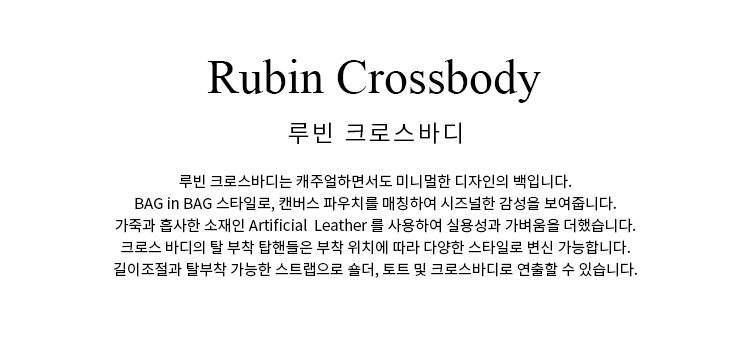 Rubin Crossbody
루빈 크로스바디
루빈 크로스바디는 캐주얼하면서도 미니멀한 디자인의 백입니다.
BAG in BAG 스타일로, 캔버스 파우치를 매칭하여 시즈널한 감성을 보여줍니다.
가죽과 흡사한 소재인 Artificial Leather 를 사용하여 실용성과 가벼움을 더했습니다.
크로스 바디의 탈 부착 탑핸들은 부착 위치에 따라 다양한 스타일로 변신 가능합니다.
길이조절과 탈부착 가능한 스트랩으로 숄더, 토트 및 크로스바디로 연출할 수 있습니다.